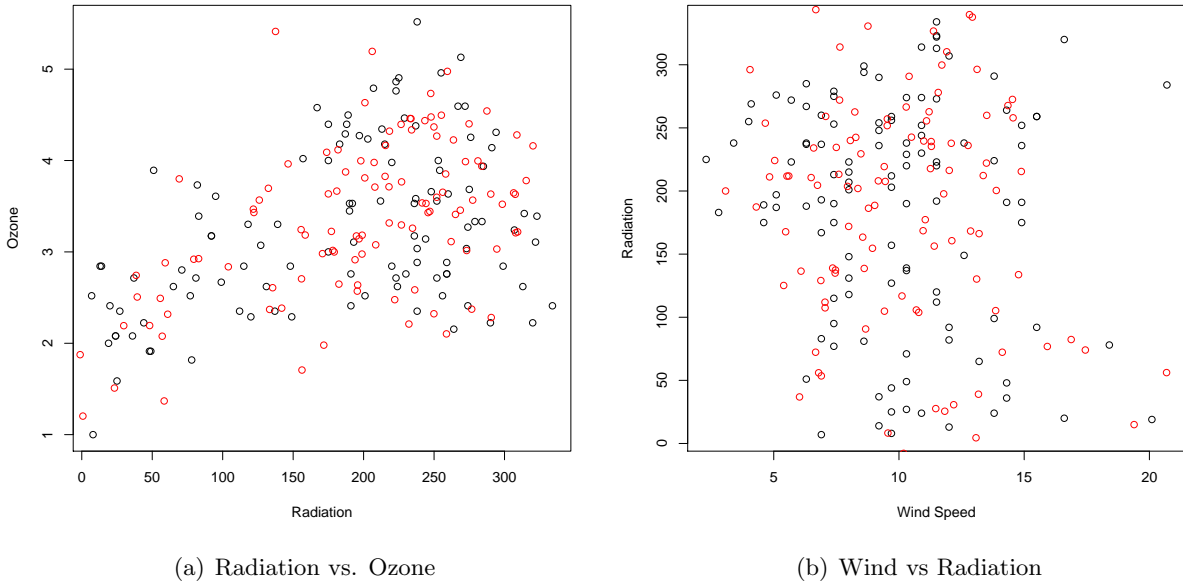 Ozone
5
4
3
2
1
0 50 100 150 200 250 300
Radiation
(a) Radiation vs. Ozone
Radiation
300
250
200
150
100
50
0
5 10 15 20
Wind Speed
(b) Wind vs Radiation